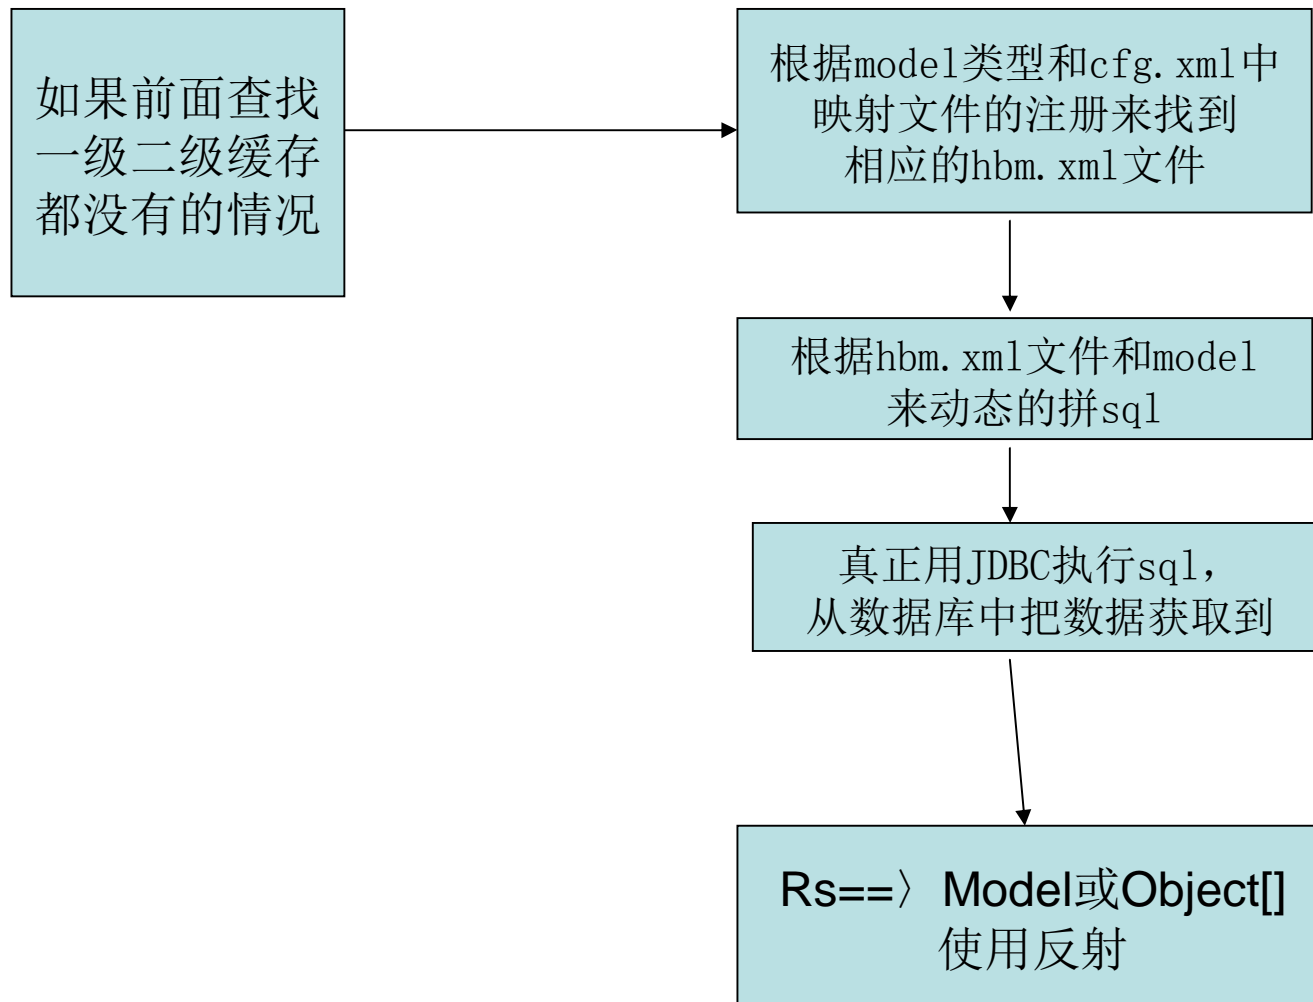 如果前面查找
一级二级缓存
都没有的情况
根据model类型和cfg.xml中
映射文件的注册来找到
相应的hbm.xml文件
根据hbm.xml文件和model
来动态的拼sql
真正用JDBC执行sql，
从数据库中把数据获取到
Rs==〉Model或Object[]
使用反射